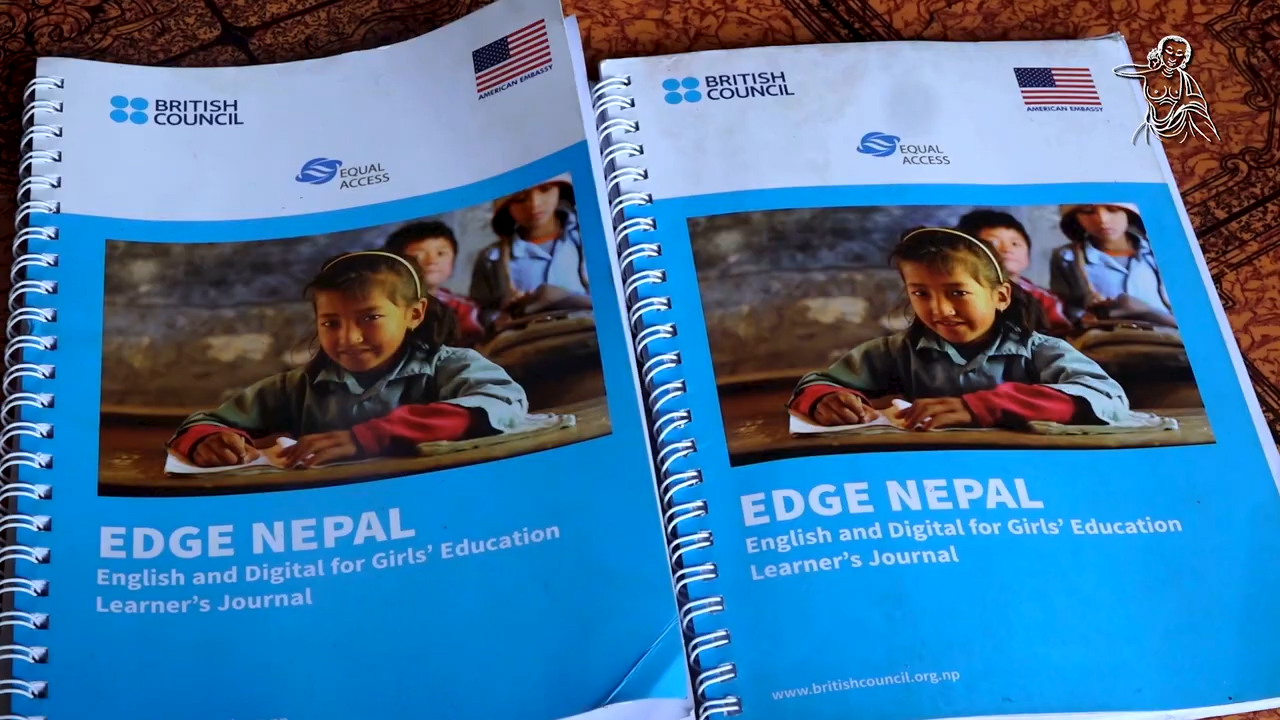 BRITISH
COUNCIL
AMERICAN EMBASSY
EQUAL
ACCESS
EDGE NEPAL
English and Digital for Girls' Education
Learner's Journal
BRITISH
COUNCIL
AMERICAN EMBASSY
EQUAL
ACCESS
EDGE NEPAL
English and Digital for Girls' Education
Learner's Journal
www.britishcouncil.org.np